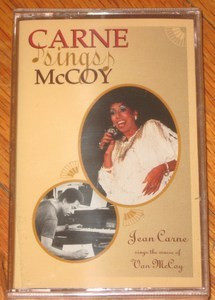 CARNE
sings
McCOY
Jean Carne
sings the music of
Van McCoy